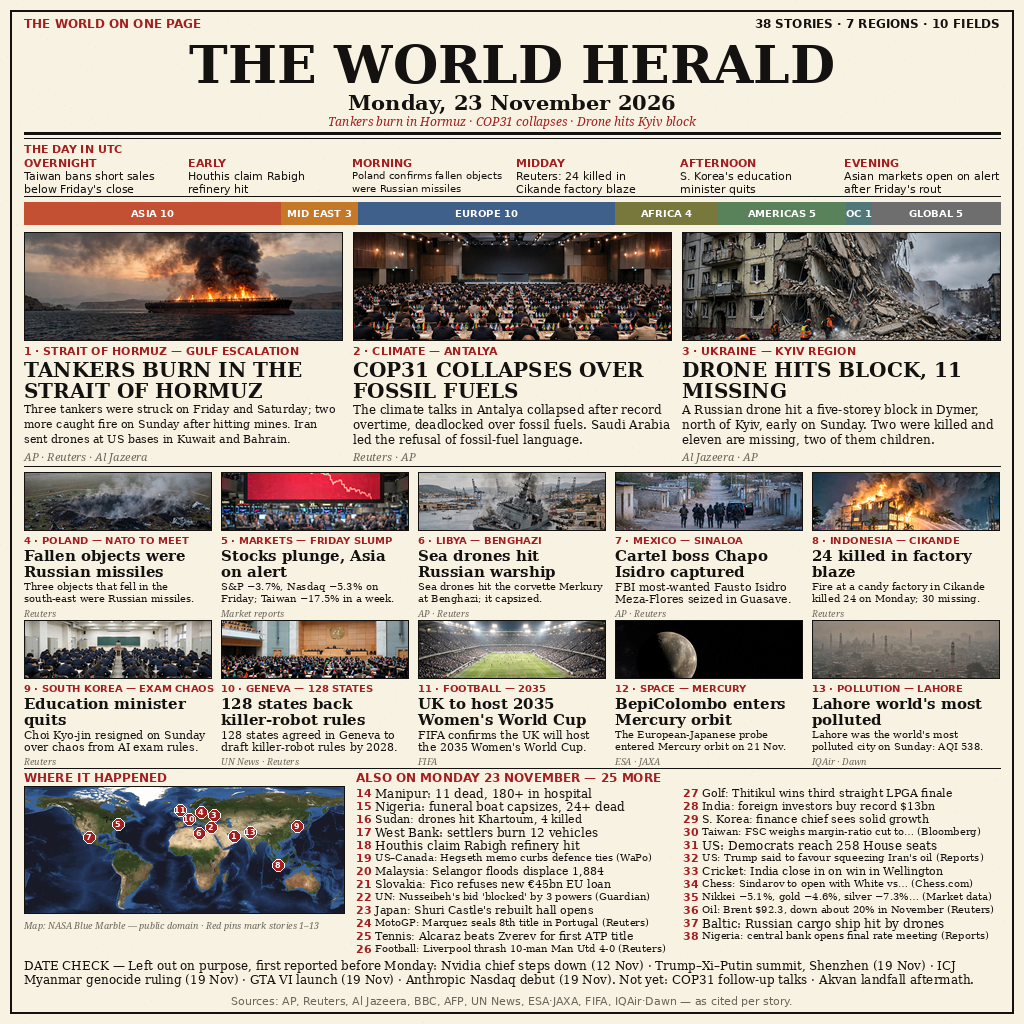 THE WORLD ON ONE PAGE
38 STORIES · 7 REGIONS · 10 FIELDS
THE WORLD HERALD
Monday, 23 November 2026
Tankers burn in Hormuz · COP31 collapses · Drone hits Kyiv block
THE DAY IN UTC
OVERNIGHT
Taiwan bans short sales
below Friday's close
EARLY
Houthis claim Rabigh
refinery hit
MORNING
Poland confirms fallen objects
were Russian missiles
MIDDAY
Reuters: 24 killed in
Cikande factory blaze
AFTERNOON
S. Korea's education
minister quits
EVENING
Asian markets open on alert
after Friday's rout
ASIA 10
MID EAST 3
EUROPE 10
AFRICA 4
AMERICAS 5
OC 1
GLOBAL 5
1 · STRAIT OF HORMUZ — GULF ESCALATION
TANKERS BURN IN THE
STRAIT OF HORMUZ
Three tankers were struck on Friday and Saturday; two
more caught fire on Sunday after hitting mines. Iran
sent drones at US bases in Kuwait and Bahrain.
AP · Reuters · Al Jazeera
2 · CLIMATE — ANTALYA
COP31 COLLAPSES OVER
FOSSIL FUELS
The climate talks in Antalya collapsed after record
overtime, deadlocked over fossil fuels. Saudi Arabia
led the refusal of fossil-fuel language.
Reuters · AP
3 · UKRAINE — KYIV REGION
DRONE HITS BLOCK, 11
MISSING
A Russian drone hit a five-storey block in Dymer,
north of Kyiv, early on Sunday. Two were killed and
eleven are missing, two of them children.
Al Jazeera · AP
4 · POLAND — NATO TO MEET
Fallen objects were
Russian missiles
Three objects that fell in the
south-east were Russian missiles.
Reuters
5 · MARKETS — FRIDAY SLUMP
Stocks plunge, Asia
on alert
S&P −3.7%, Nasdaq −5.3% on
Friday; Taiwan −17.5% in a week.
Market reports
6 · LIBYA — BENGHAZI
Sea drones hit
Russian warship
Sea drones hit the corvette Merkury
at Benghazi; it capsized.
AP · Reuters
7 · MEXICO — SINALOA
Cartel boss Chapo
Isidro captured
FBI most-wanted Fausto Isidro
Meza-Flores seized in Guasave.
AP · Reuters
8 · INDONESIA — CIKANDE
24 killed in factory
blaze
Fire at a candy factory in Cikande
killed 24 on Monday; 30 missing.
Reuters
9 · SOUTH KOREA — EXAM CHAOS
Education minister
quits
Choi Kyo-jin resigned on Sunday
over chaos from AI exam rules.
Reuters
10 · GENEVA — 128 STATES
128 states back
killer-robot rules
128 states agreed in Geneva to
draft killer-robot rules by 2028.
UN News · Reuters
11 · FOOTBALL — 2035
UK to host 2035
Women's World Cup
FIFA confirms the UK will host
the 2035 Women's World Cup.
FIFA
12 · SPACE — MERCURY
BepiColombo enters
Mercury orbit
The European-Japanese probe
entered Mercury orbit on 21 Nov.
ESA · JAXA
13 · POLLUTION — LAHORE
Lahore world's most
polluted
Lahore was the world's most
polluted city on Sunday: AQI 538.
IQAir · Dawn
WHERE IT HAPPENED
11
4
3
10
2
6
5
7
1
13
9
8
Map: NASA Blue Marble — public domain · Red pins mark stories 1–13
ALSO ON MONDAY 23 NOVEMBER — 25 MORE
14 Manipur: 11 dead, 180+ in hospital
15 Nigeria: funeral boat capsizes, 24+ dead
16 Sudan: drones hit Khartoum, 4 killed
17 West Bank: settlers burn 12 vehicles
18 Houthis claim Rabigh refinery hit
19 US–Canada: Hegseth memo curbs defence ties (WaPo)
20 Malaysia: Selangor floods displace 1,884
21 Slovakia: Fico refuses new €45bn EU loan
22 UN: Nusseibeh's bid 'blocked' by 3 powers (Guardian)
23 Japan: Shuri Castle's rebuilt hall opens
24 MotoGP: Marquez seals 8th title in Portugal (Reuters)
25 Tennis: Alcaraz beats Zverev for first ATP title
26 Football: Liverpool thrash 10-man Man Utd 4-0 (Reuters)
27 Golf: Thitikul wins third straight LPGA finale
28 India: foreign investors buy record $13bn
29 S. Korea: finance chief sees solid growth
30 Taiwan: FSC weighs margin-ratio cut to… (Bloomberg)
31 US: Democrats reach 258 House seats
32 US: Trump said to favour squeezing Iran's oil (Reports)
33 Cricket: India close in on win in Wellington
34 Chess: Sindarov to open with White vs… (Chess.com)
35 Nikkei −5.1%, gold −4.6%, silver −7.3%… (Market data)
36 Oil: Brent $92.3, down about 20% in November (Reuters)
37 Baltic: Russian cargo ship hit by drones
38 Nigeria: central bank opens final rate meeting (Reports)
DATE CHECK — Left out on purpose, first reported before Monday: Nvidia chief steps down (12 Nov) · Trump–Xi–Putin summit, Shenzhen (19 Nov) · ICJ
Myanmar genocide ruling (19 Nov) · GTA VI launch (19 Nov) · Anthropic Nasdaq debut (19 Nov). Not yet: COP31 follow-up talks · Akvan landfall aftermath.
Sources: AP, Reuters, Al Jazeera, BBC, AFP, UN News, ESA·JAXA, FIFA, IQAir·Dawn — as cited per story.